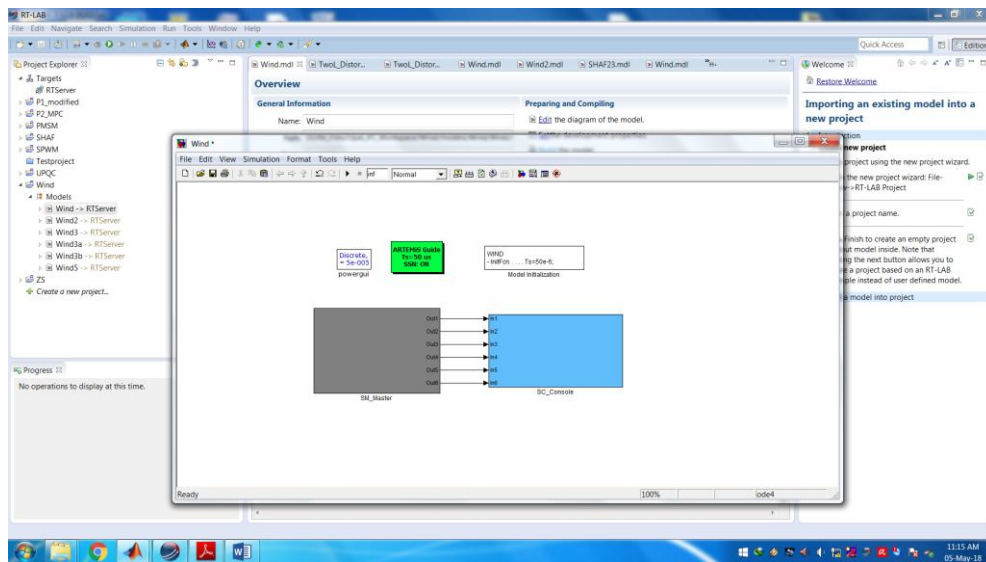 RT-LAB
File Edit Navigate Search Simulation Run Tools Window Help
Quick Access
Edition
Project Explorer
Targets
RTServer
P1_modified
P2_MPC
PMSM
SHAF
SPWM
Testproject
UPQC
Wind
Models
Wind -> RTServer
Wind2 -> RTServer
Wind3 -> RTServer
Wind3a -> RTServer
Wind3b -> RTServer
Wind5 -> RTServer
ZS
Create a new project...
Progress
No operations to display at this time.
Wind.mdl TwoL_Distor... TwoL_Distor... Wind.mdl Wind2.mdl SHAF23.mdl Wind.mdl
Overview
General Information
Name: Wind
Preparing and Compiling
Edit the diagram of the model.
Welcome
Restore Welcome
Importing an existing model into a
new project
new project
project using the new project wizard.
the new project wizard: File-
->RT-LAB Project
a project name.
Finish to create an empty project
model inside. Note that
the next button allows you to
a project based on an RT-LAB
instead of user defined model.
a model into project
Wind *
File Edit View Simulation Format Tools Help
inf Normal
Discrete,
= 5e-005
powergui
ARTEMiS Guide
Ts=50 us
SSN: ON
WIND
- InitFcn.....Ts=50e-6;
Model Initialization
Out1
Out2
Out3
Out4
Out5
Out6
SM_Master
In1
In2
In3
In4
In5
In6
SC_Console
Ready 100% ode4
11:15 AM
05-May-18